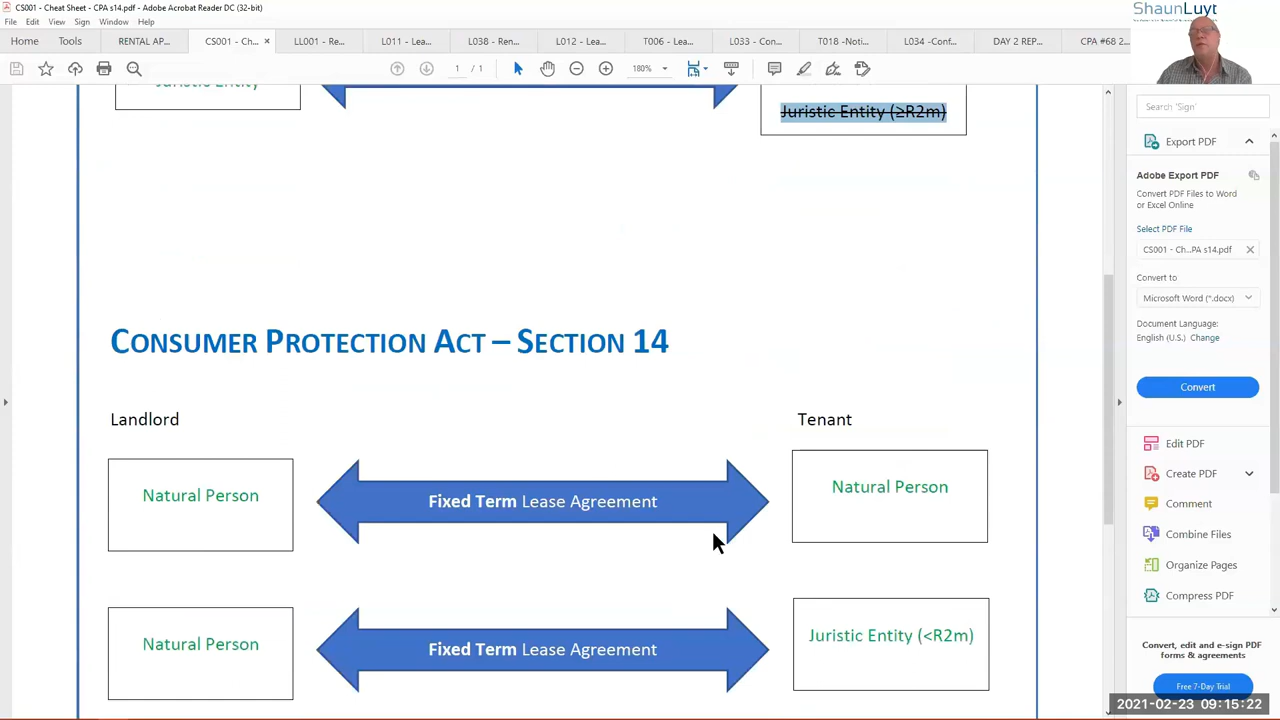 CS001 - Cheat Sheet - CPA s14.pdf - Adobe Acrobat Reader DC (32-bit)
File Edit View Sign Window Help
Home Tools RENTAL AP... CS001 - Ch... × LL001 - Re... L011 - Lea... L038 - Ren... L012 - Lea... T006 - Lea... L033 - Con... T018 -Noti... L034 -Conf... DAY 2 REP... CPA #68 2...
ShaunLuyt
1 / 1 180%
Juristic Entity (≥R2m)
CONSUMER PROTECTION ACT – SECTION 14
Landlord Tenant
Natural Person Fixed Term Lease Agreement Natural Person
Natural Person Fixed Term Lease Agreement Juristic Entity (<R2m)
Search 'Sign'
Export PDF
Adobe Export PDF
Convert PDF Files to Word
or Excel Online
Select PDF File
CS001 - Ch...PA s14.pdf ×
Convert to
Microsoft Word (*.docx)
Document Language:
English (U.S.) Change
Convert
Edit PDF
Create PDF
Comment
Combine Files
Organize Pages
Compress PDF
Convert, edit and e-sign PDF
forms & agreements
Free 7-Day Trial
2021-02-23 09:15:22